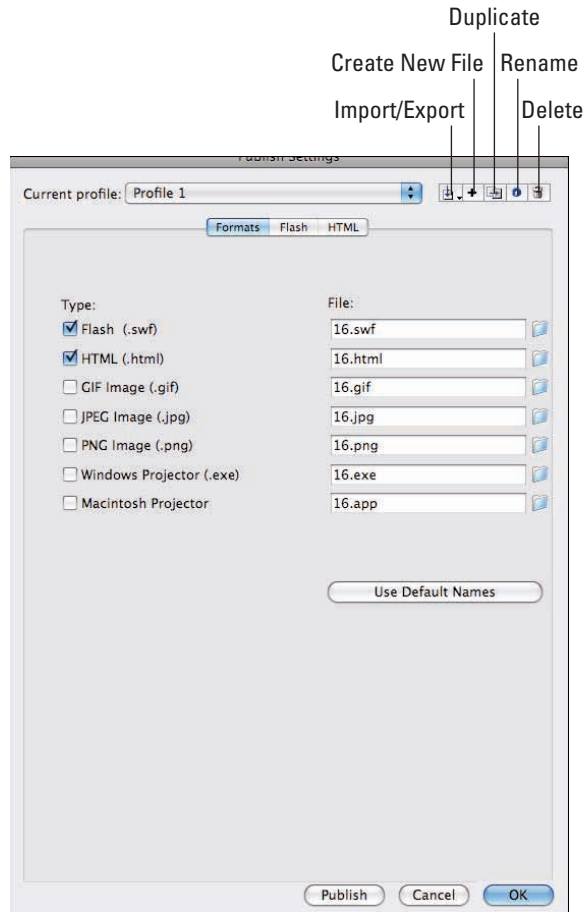 Duplicate
Create New File Rename
Import/Export Delete
Publish Settings
Current profile: Profile 1
Formats Flash HTML
Type: File:
Flash (.swf) 16.swf
HTML (.html) 16.html
GIF Image (.gif) 16.gif
JPEG Image (.jpg) 16.jpg
PNG Image (.png) 16.png
Windows Projector (.exe) 16.exe
Macintosh Projector 16.app
Use Default Names
Publish Cancel OK